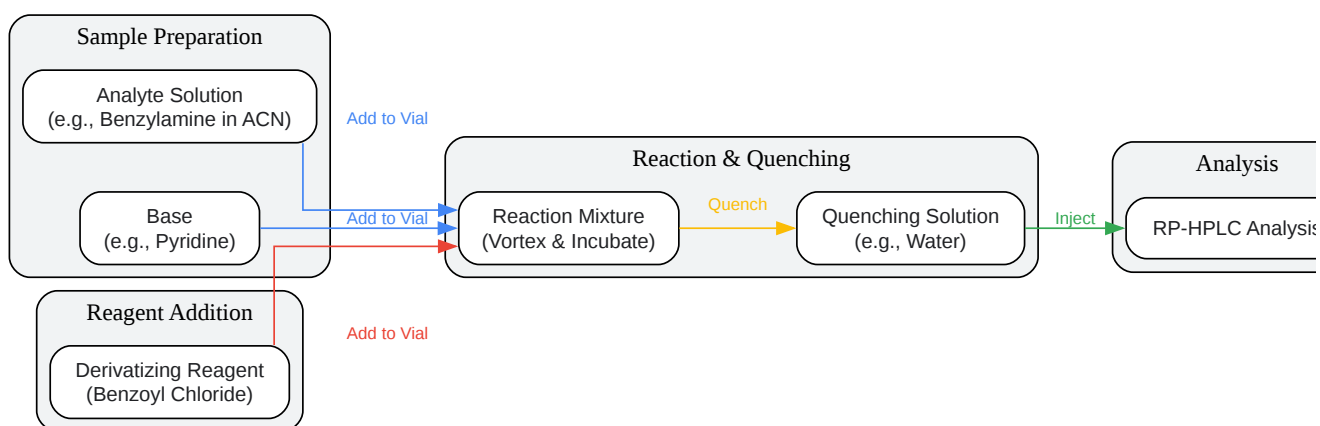 Sample Preparation
Analyte Solution
(e.g., Benzylamine in ACN)
Add to Vial
Base
(e.g., Pyridine)
Add to Vial
Reagent Addition
Derivatizing Reagent
(Benzoyl Chloride)
Add to Vial
Reaction & Quenching
Reaction Mixture
(Vortex & Incubate)
Quench
Quenching Solution
(e.g., Water)
Inject
Analysis
RP-HPLC Analysis